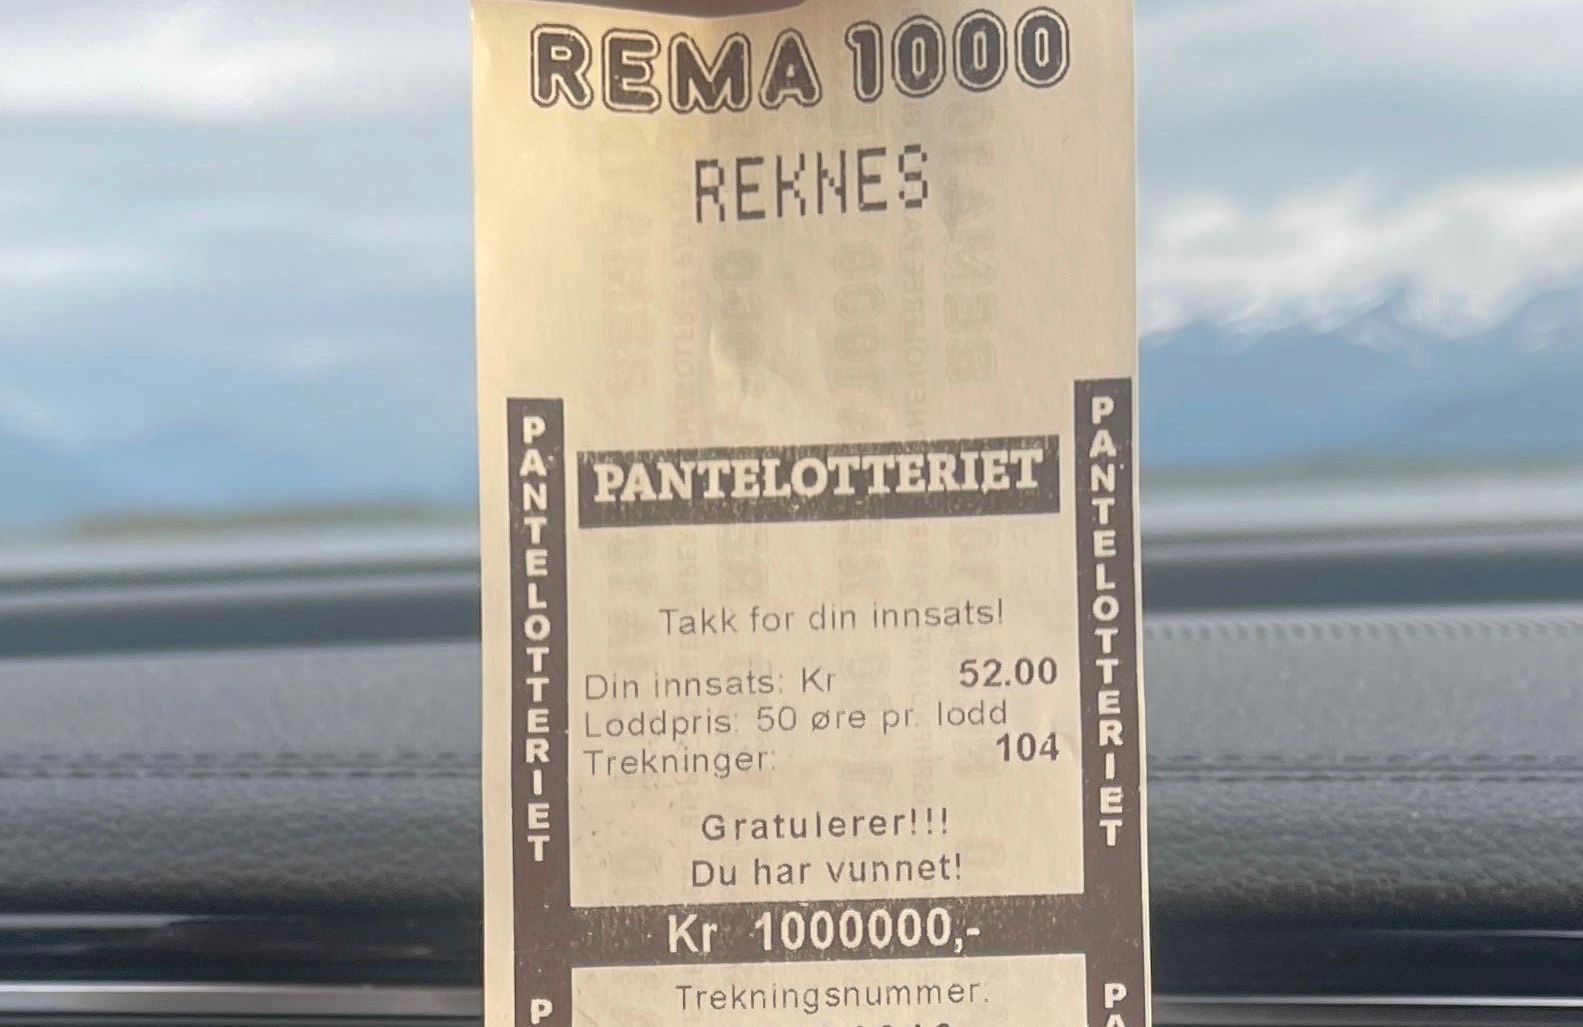 REMA 1000
REKNES
PANTELOTTERIET
PANTELOTTERIET
PANTELOTTERIET
Takk for din innsats!
Din innsats: Kr 52.00
Loddpris: 50 øre pr. lodd
Trekninger: 104
Gratulerer!!!
Du har vunnet!
Kr 1000000,-
Trekningsnummer:
P
PA